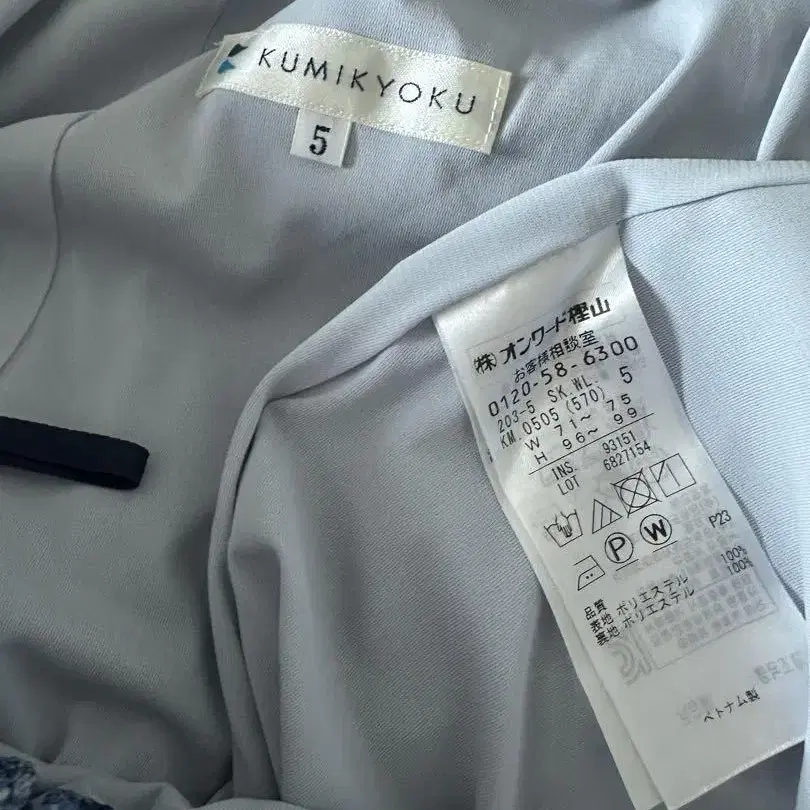 KUMIKYOKU
5
(株)オンワード樫山
お客様相談室
0120-58-6300
203-5 SK.WL. 5
KM.0505 (570)
W 71~ 75
H 96~ 99
INS. 93151
LOT 6827154
P W
P23
品質
表地 ポリエステル 100%
裏地 ポリエステル 100%
ベトナム製